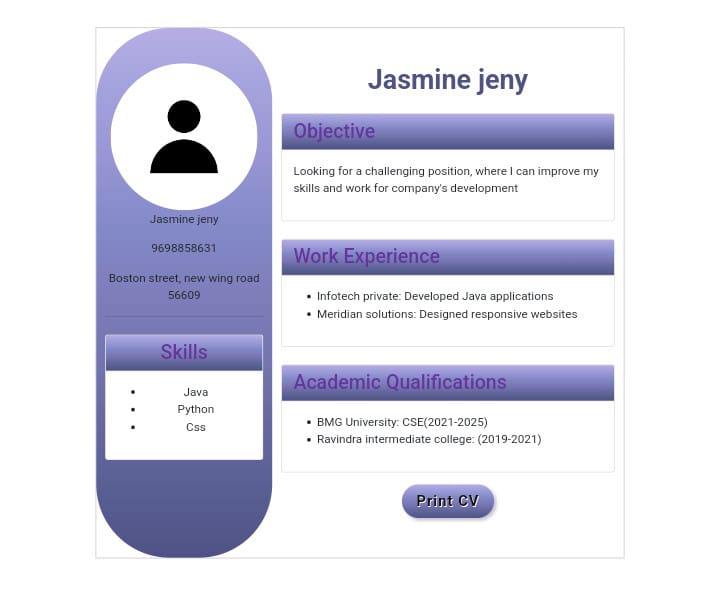 Jasmine jeny
9698858631
Boston street, new wing road
56609
Skills
Java
Python
Css
Jasmine jeny
Objective
Looking for a challenging position, where I can improve my
skills and work for company's development
Work Experience
Infotech private: Developed Java applications
Meridian solutions: Designed responsive websites
Academic Qualifications
BMG University: CSE(2021-2025)
Ravindra intermediate college: (2019-2021)
Print CV